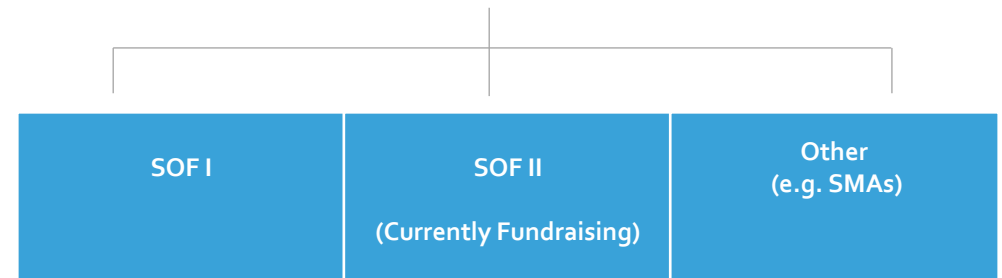 SOF I
SOF II
(Currently Fundraising)
Other
(e.g. SMAs)